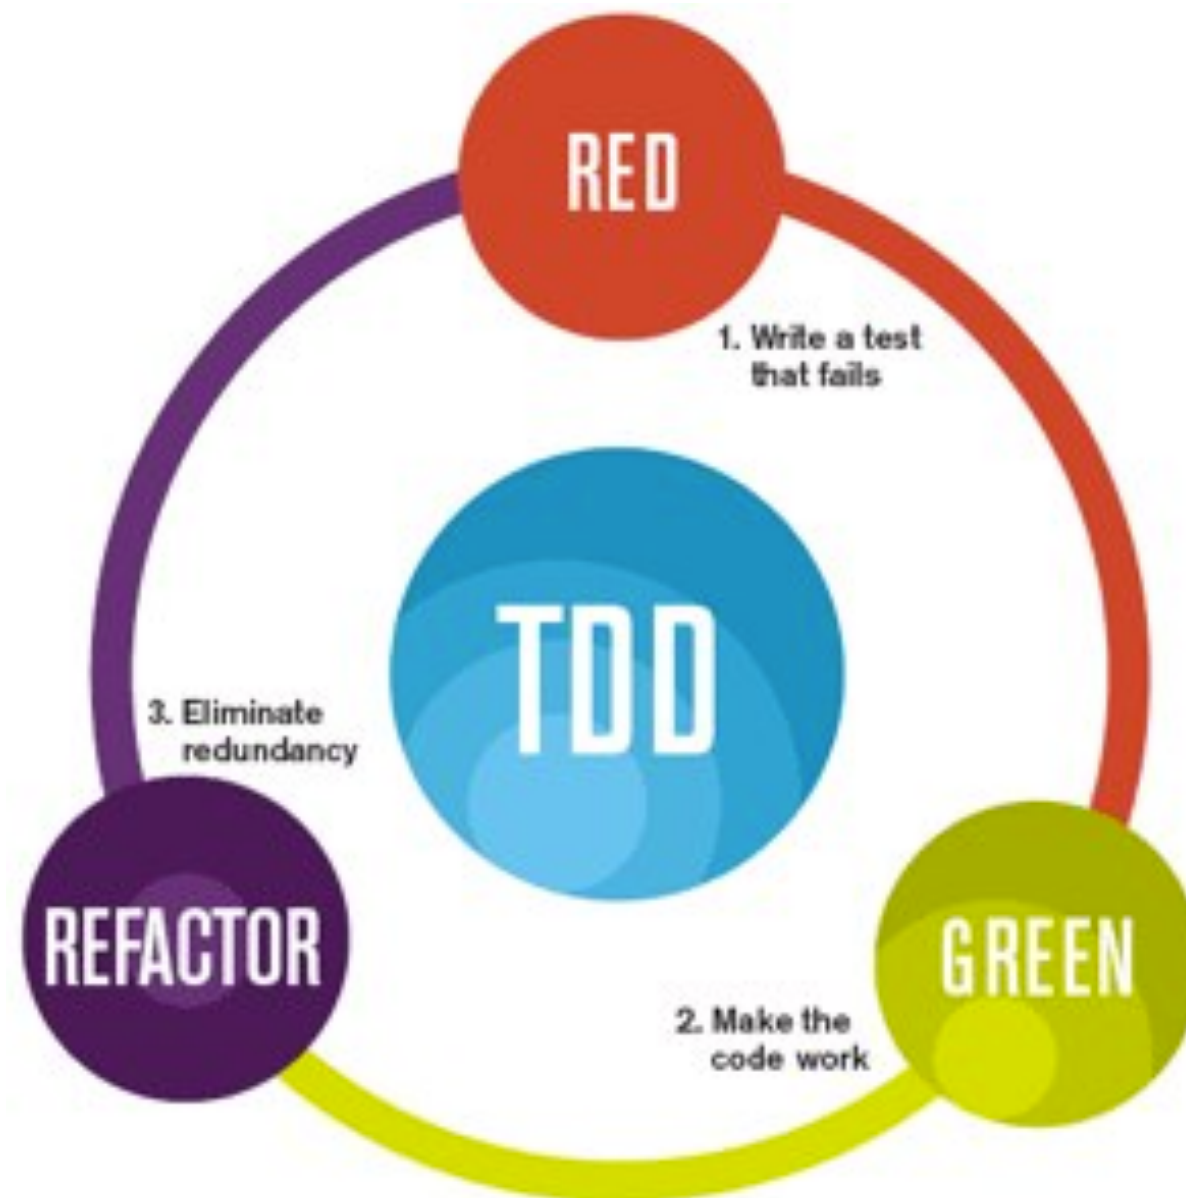 RED
1. Write a test
that fails
TDD
3. Eliminate
redundancy
REFACTOR
GREEN
2. Make the
code work